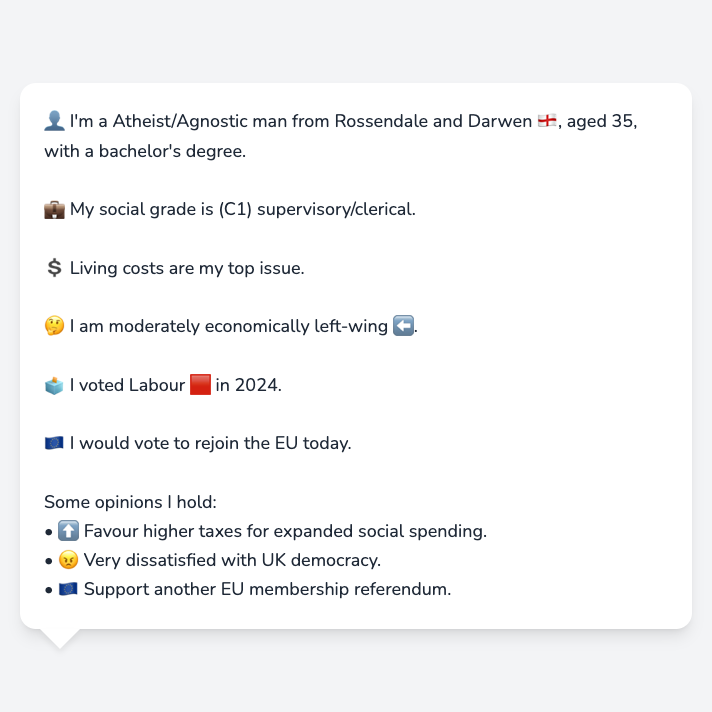 👤 I'm a Atheist/Agnostic man from Rossendale and Darwen 🏴󠁧󠁢󠁥󠁮󠁧󠁿, aged 35,
with a bachelor's degree.
💼 My social grade is (C1) supervisory/clerical.
💲 Living costs are my top issue.
🤔 I am moderately economically left-wing ⬅️.
🗳️ I voted Labour 🟥 in 2024.
🇪🇺 I would vote to rejoin the EU today.
Some opinions I hold:
• ⬆️ Favour higher taxes for expanded social spending.
• 😠 Very dissatisfied with UK democracy.
• 🇪🇺 Support another EU membership referendum.